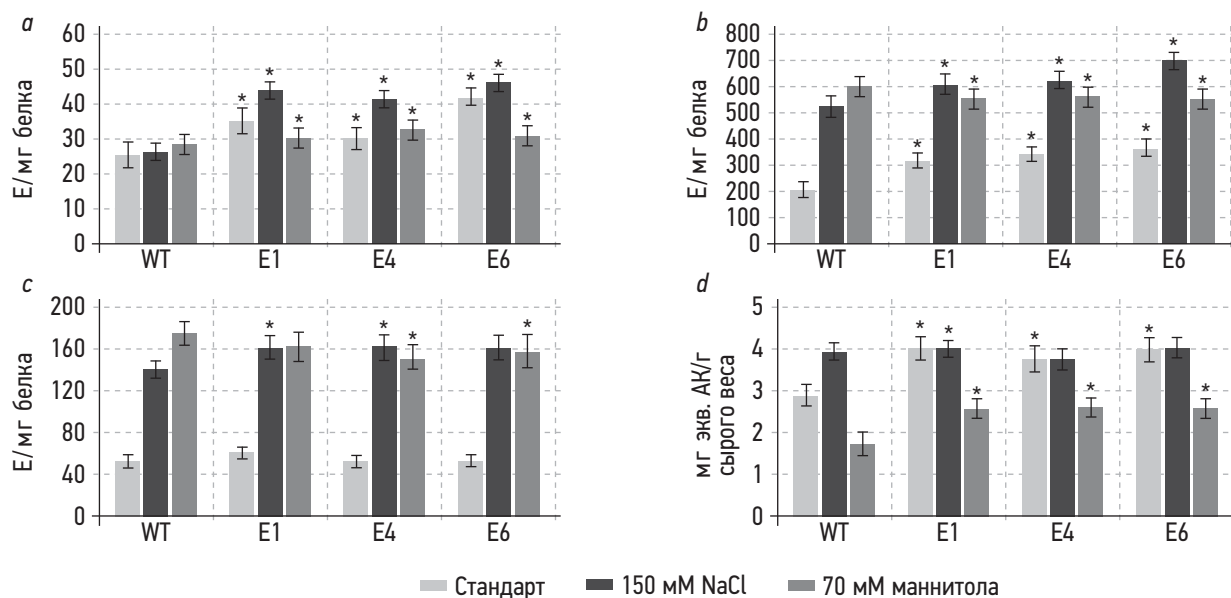 a
60
50
40
30
20
10
0
Е/мг белка
* * * * * * * * *
WT E1 E4 E6
b
800
700
600
500
400
300
200
100
0
Е/мг белка
* * * * * * * * *
WT E1 E4 E6
c
200
160
120
80
40
0
Е/мг белка
* * * *
WT E1 E4 E6
d
5
4
3
2
1
0
мг экв. АК/г
сырого веса
* * * * * * *
WT E1 E4 E6
Стандарт 150 мМ NaCl 70 мМ маннитола